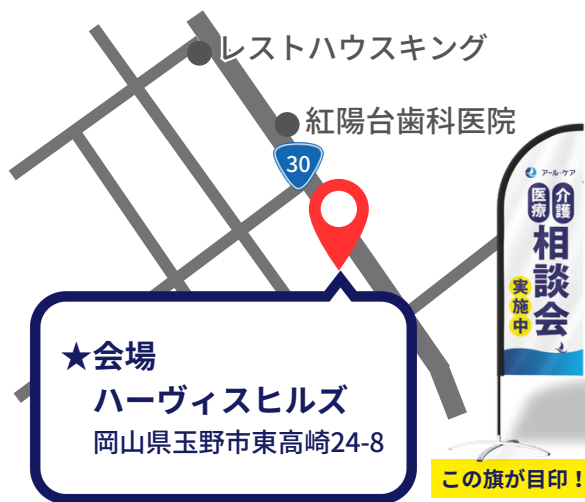 レストハウスキング
紅陽台歯科医院
30
アール・ケア
医療
介護
相談会
実施中
★会場
ハーヴィスヒルズ
岡山県玉野市東高崎24-8
この旗が目印！